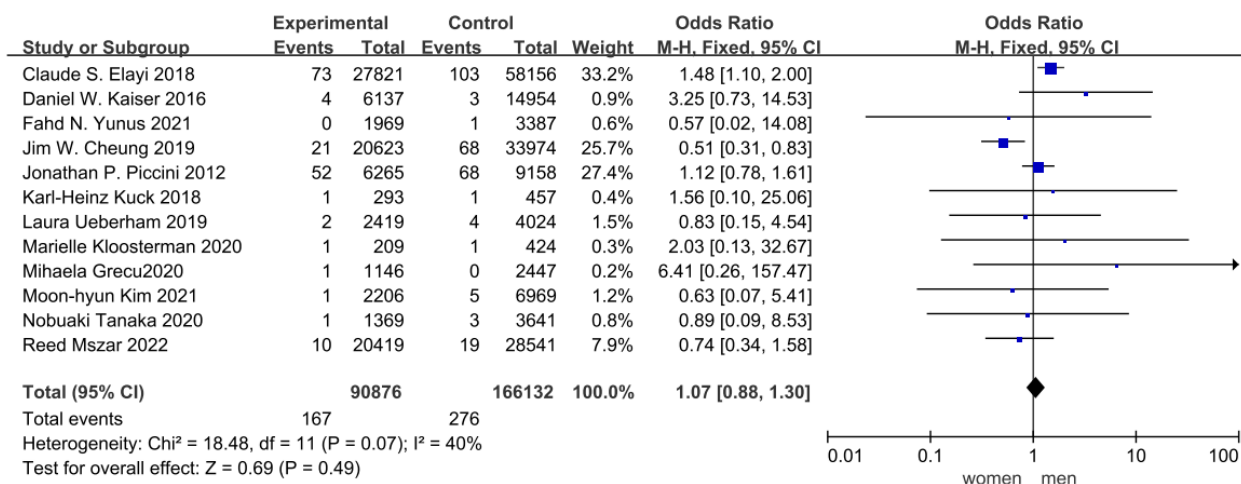 Experimental Control Odds Ratio Odds Ratio
Study or Subgroup Events Total Events Total Weight M-H, Fixed, 95% CI M-H, Fixed, 95% CI
Claude S. Elayi 2018 73 27821 103 58156 33.2% 1.48 [1.10, 2.00]
Daniel W. Kaiser 2016 4 6137 3 14954 0.9% 3.25 [0.73, 14.53]
Fahd N. Yunus 2021 0 1969 1 3387 0.6% 0.57 [0.02, 14.08]
Jim W. Cheung 2019 21 20623 68 33974 25.7% 0.51 [0.31, 0.83]
Jonathan P. Piccini 2012 52 6265 68 9158 27.4% 1.12 [0.78, 1.61]
Karl-Heinz Kuck 2018 1 293 1 457 0.4% 1.56 [0.10, 25.06]
Laura Ueberham 2019 2 2419 4 4024 1.5% 0.83 [0.15, 4.54]
Marielle Kloosterman 2020 1 209 1 424 0.3% 2.03 [0.13, 32.67]
Mihaela Grecu2020 1 1146 0 2447 0.2% 6.41 [0.26, 157.47]
Moon-hyun Kim 2021 1 2206 5 6969 1.2% 0.63 [0.07, 5.41]
Nobuaki Tanaka 2020 1 1369 3 3641 0.8% 0.89 [0.09, 8.53]
Reed Mszar 2022 10 20419 19 28541 7.9% 0.74 [0.34, 1.58]
Total (95% CI) 90876 166132 100.0% 1.07 [0.88, 1.30]
Total events 167 276
Heterogeneity: Chi² = 18.48, df = 11 (P = 0.07); I² = 40%
Test for overall effect: Z = 0.69 (P = 0.49)
0.01 0.1 1 10 100
women men